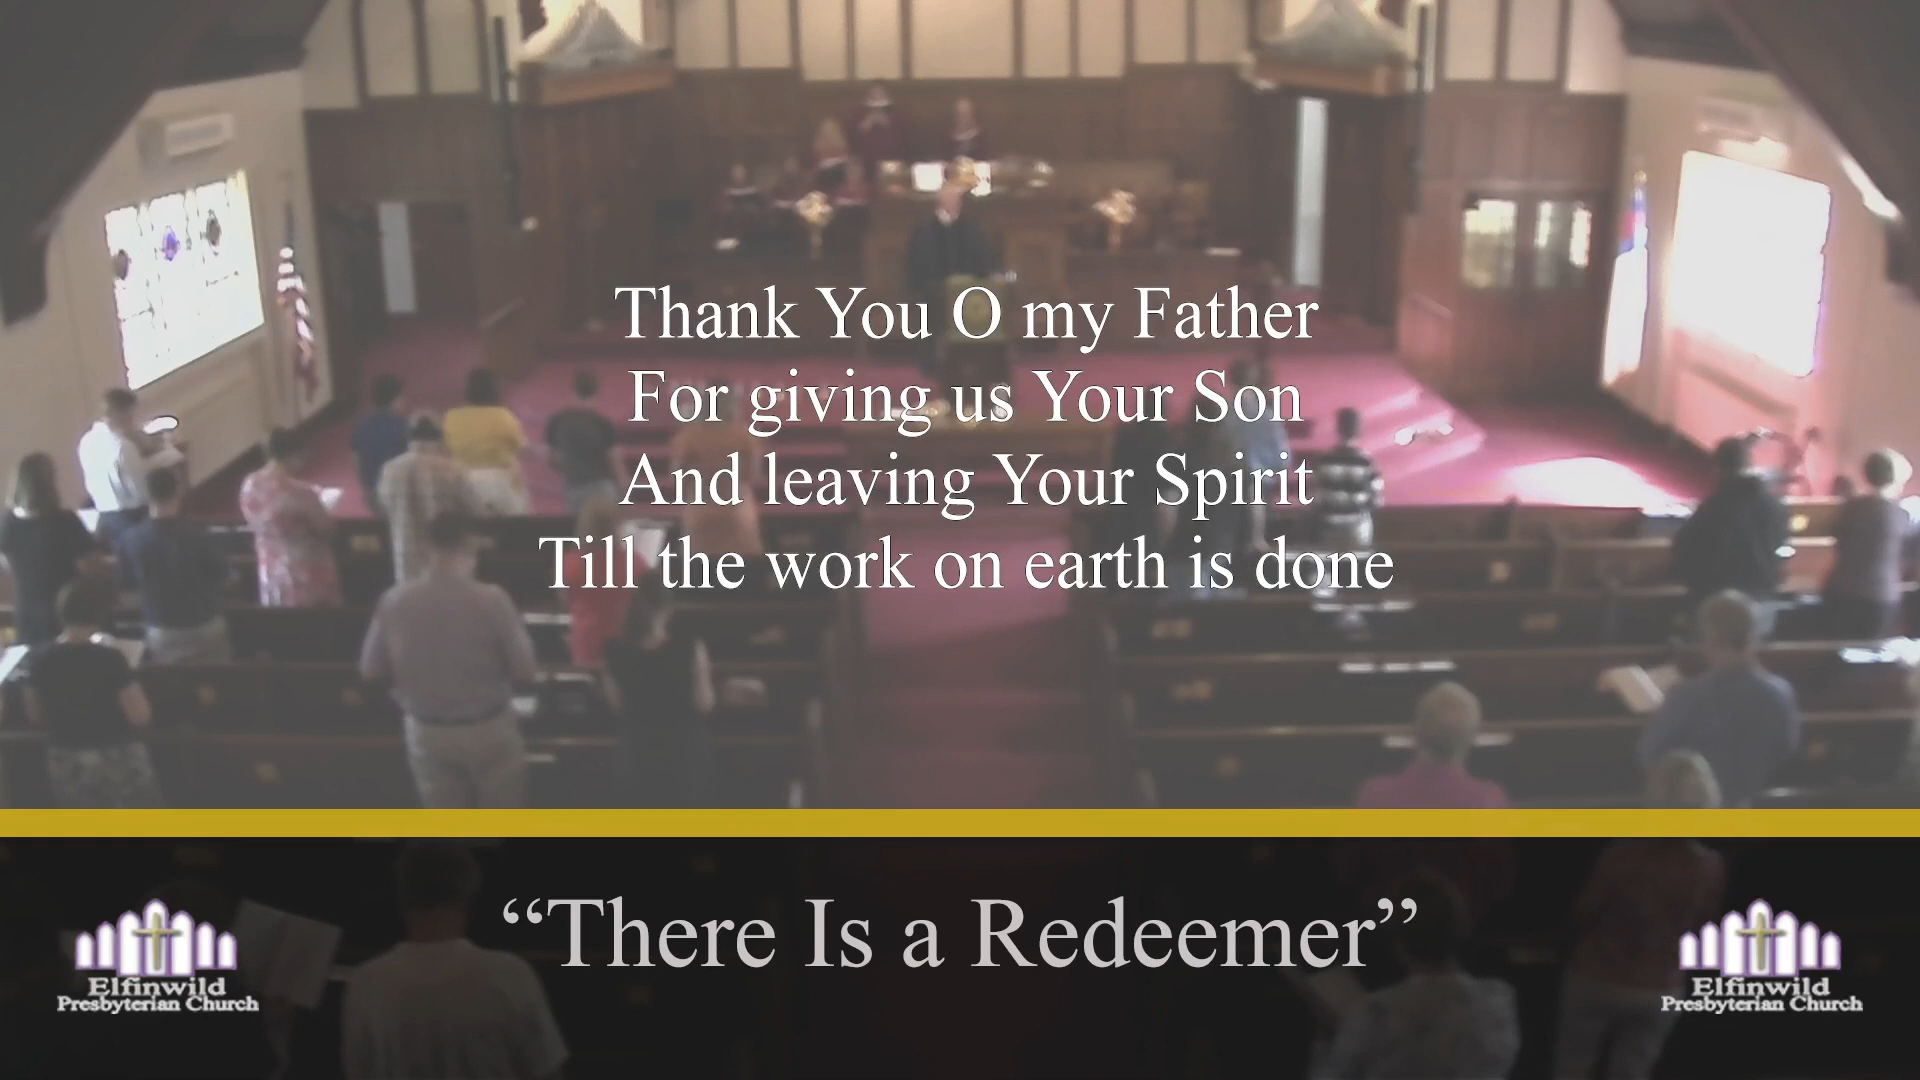 Thank You O my Father
For giving us Your Son
And leaving Your Spirit
Till the work on earth is done
“There Is a Redeemer”
Elfinwild
Presbyterian Church
Elfinwild
Presbyterian Church